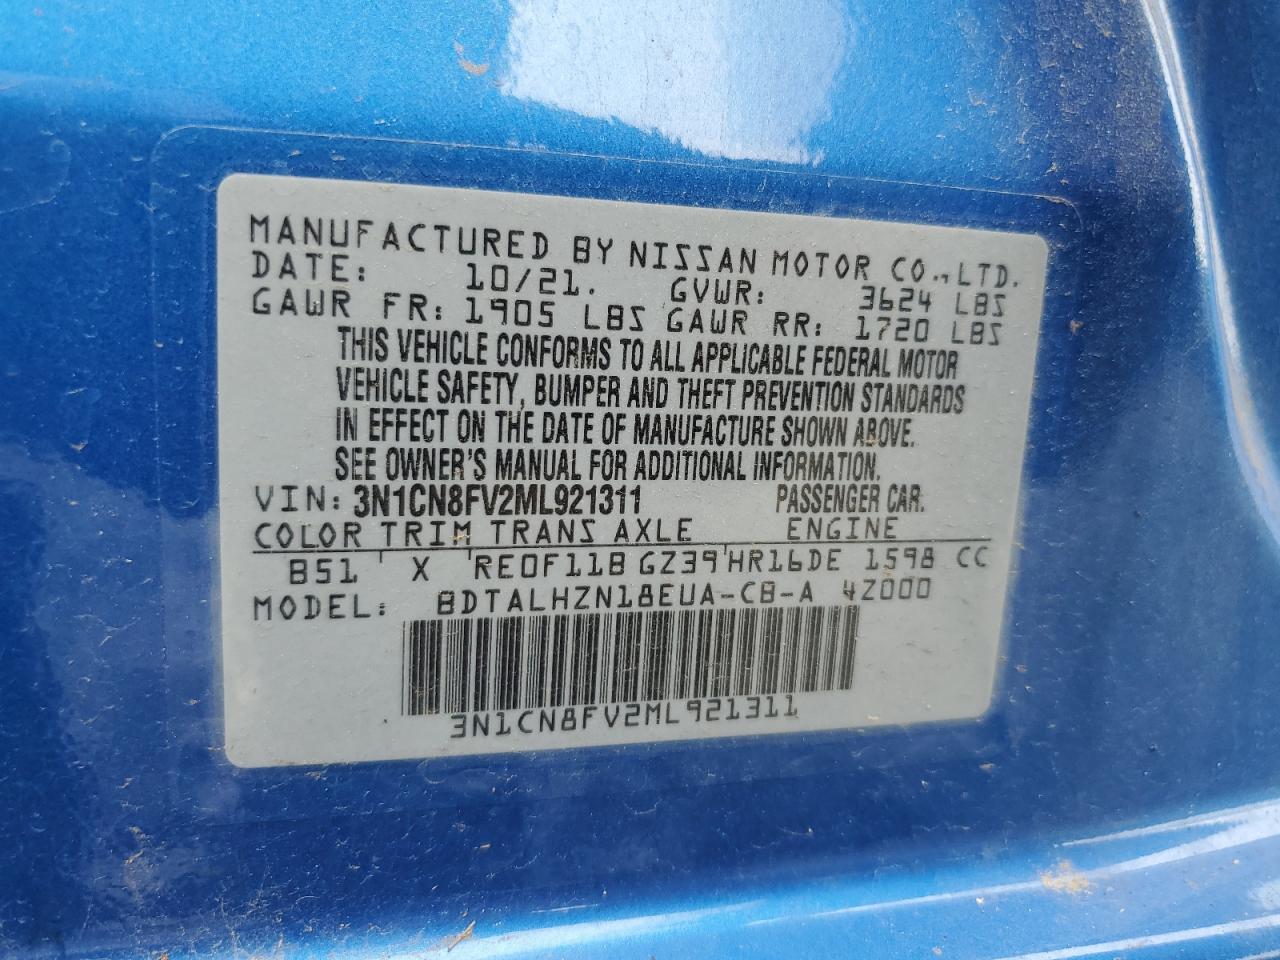 MANUFACTURED BY NISSAN MOTOR CO.,LTD.
DATE: 10/21. GVWR: 3624 LBS
GAWR FR: 1905 LBS GAWR RR: 1720 LBS
THIS VEHICLE CONFORMS TO ALL APPLICABLE FEDERAL MOTOR
VEHICLE SAFETY, BUMPER AND THEFT PREVENTION STANDARDS
IN EFFECT ON THE DATE OF MANUFACTURE SHOWN ABOVE.
SEE OWNER'S MANUAL FOR ADDITIONAL INFORMATION.
VIN: 3N1CN8FV2ML921311 PASSENGER CAR.
COLOR TRIM TRANS AXLE ENGINE
B51 X RE0F11B GZ39 HR16DE 1598 CC
MODEL: BDTALHZN18EUA-CB-A 4Z000
3N1CN8FV2ML921311